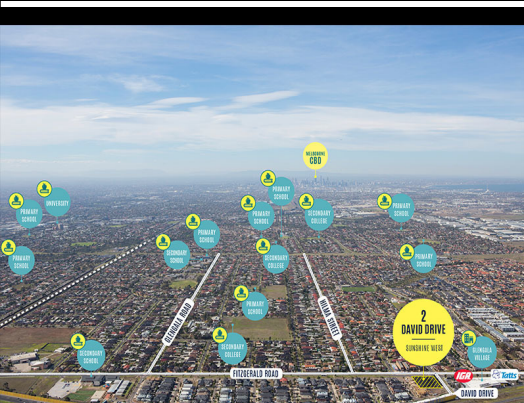 MELBOURNE
CBD
PRIMARY
SCHOOL
UNIVERSITY
PRIMARY
SCHOOL
PRIMARY
SCHOOL
SECONDARY
COLLEGE
PRIMARY
SCHOOL
PRIMARY
SCHOOL
PRIMARY
SCHOOL
SECONDARY
SCHOOL
SECONDARY
COLLEGE
PRIMARY
SCHOOL
PRIMARY
SCHOOL
GLENGALA ROAD
HILMA STREET
2
DAVID DRIVE
SUNSHINE WEST
SECONDARY
SCHOOL
SECONDARY
COLLEGE
GLENGALA
VILLAGE
FITZGERALD ROAD
IGA
Tatts
DAVID DRIVE